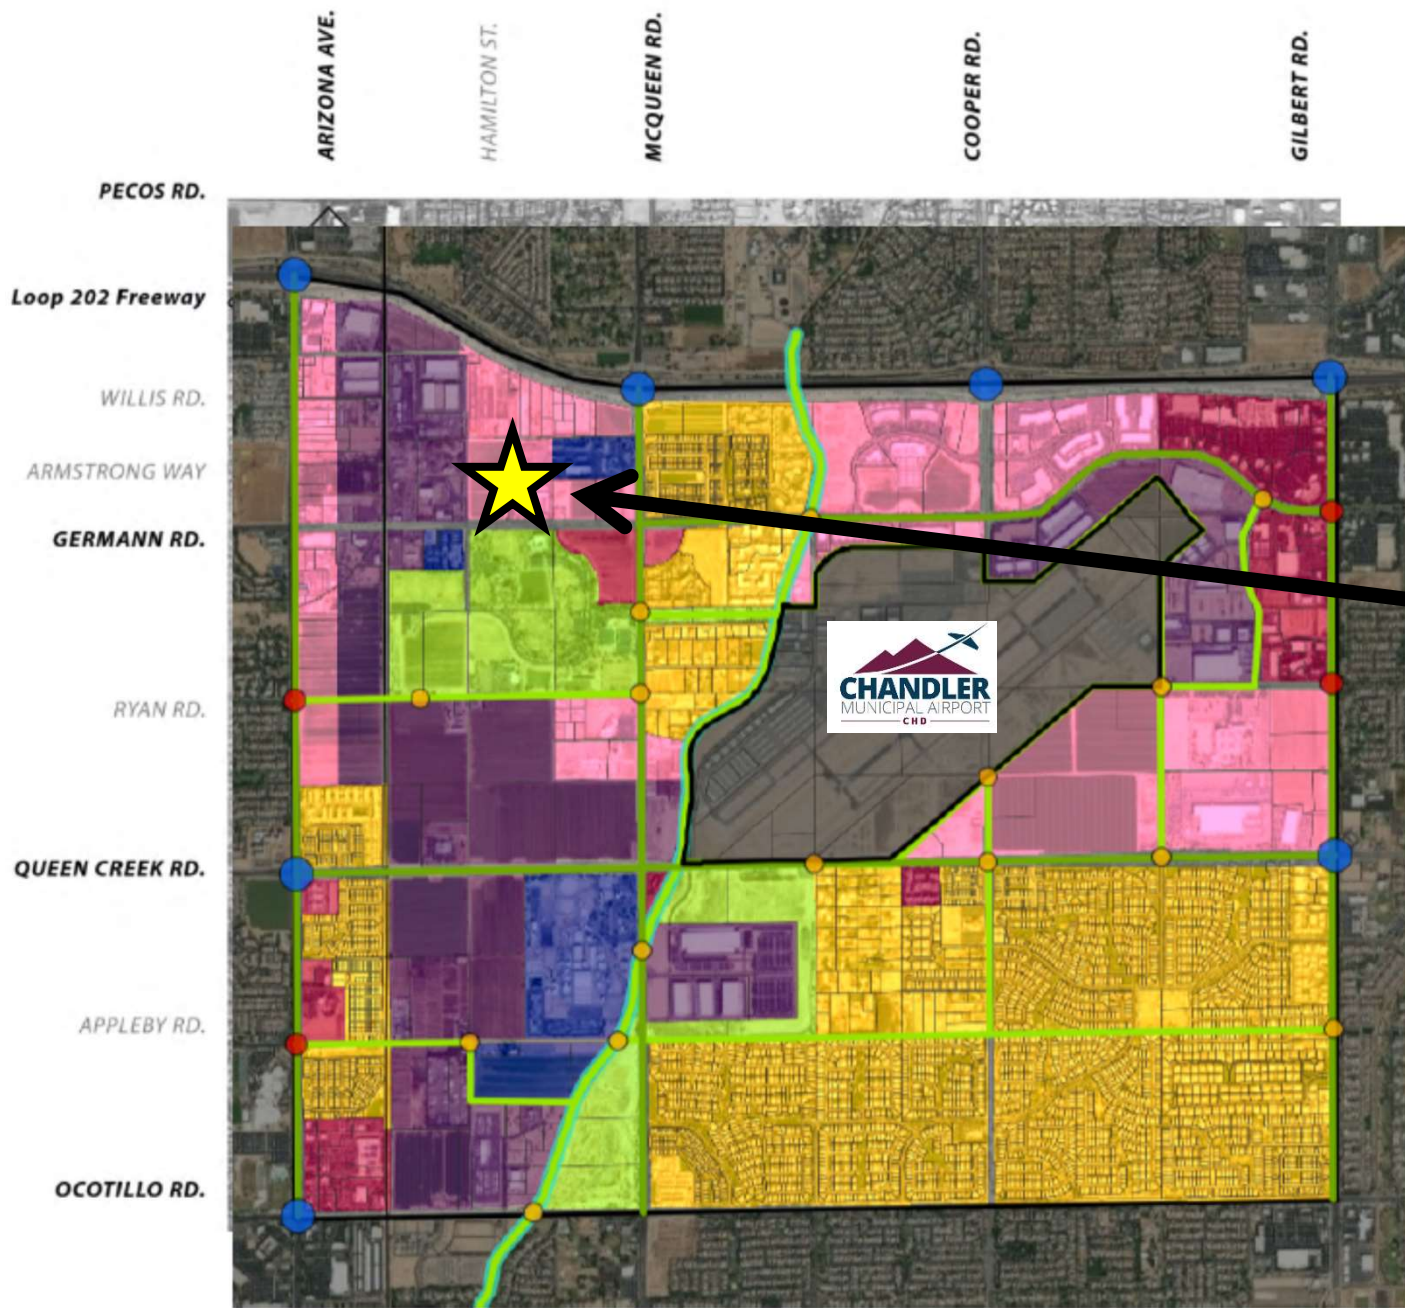 ARIZONA AVE.
HAMILTON ST.
MCQUEEN RD.
COOPER RD.
GILBERT RD.
PECOS RD.
Loop 202 Freeway
WILLIS RD.
ARMSTRONG WAY
GERMANN RD.
CHANDLER
MUNICIPAL AIRPORT
CHD
RYAN RD.
QUEEN CREEK RD.
APPLEBY RD.
OCOTILLO RD.